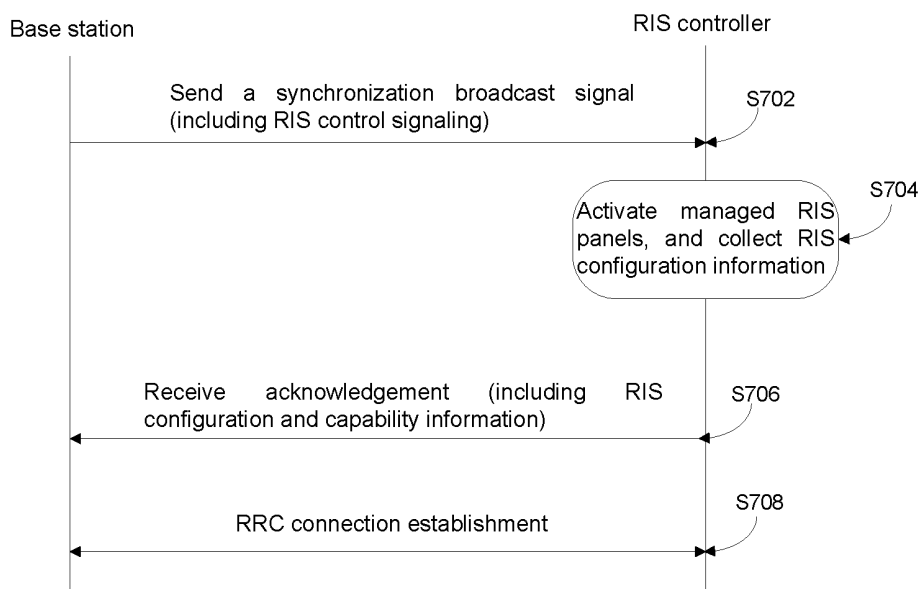 Base station
RIS controller
Send a synchronization broadcast signal
(including RIS control signaling)
S702
Activate managed RIS
panels, and collect RIS
configuration information
S704
Receive acknowledgement (including RIS
configuration and capability information)
S706
RRC connection establishment
S708